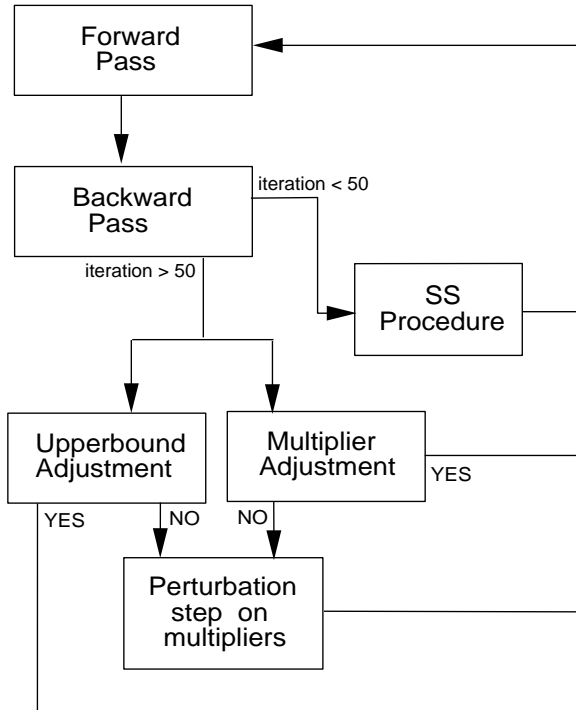 Forward
Pass
Backward
Pass
iteration < 50
iteration > 50
SS
Procedure
Upperbound
Adjustment
Multiplier
Adjustment
YES
YES
NO
NO
Perturbation
step on
multipliers